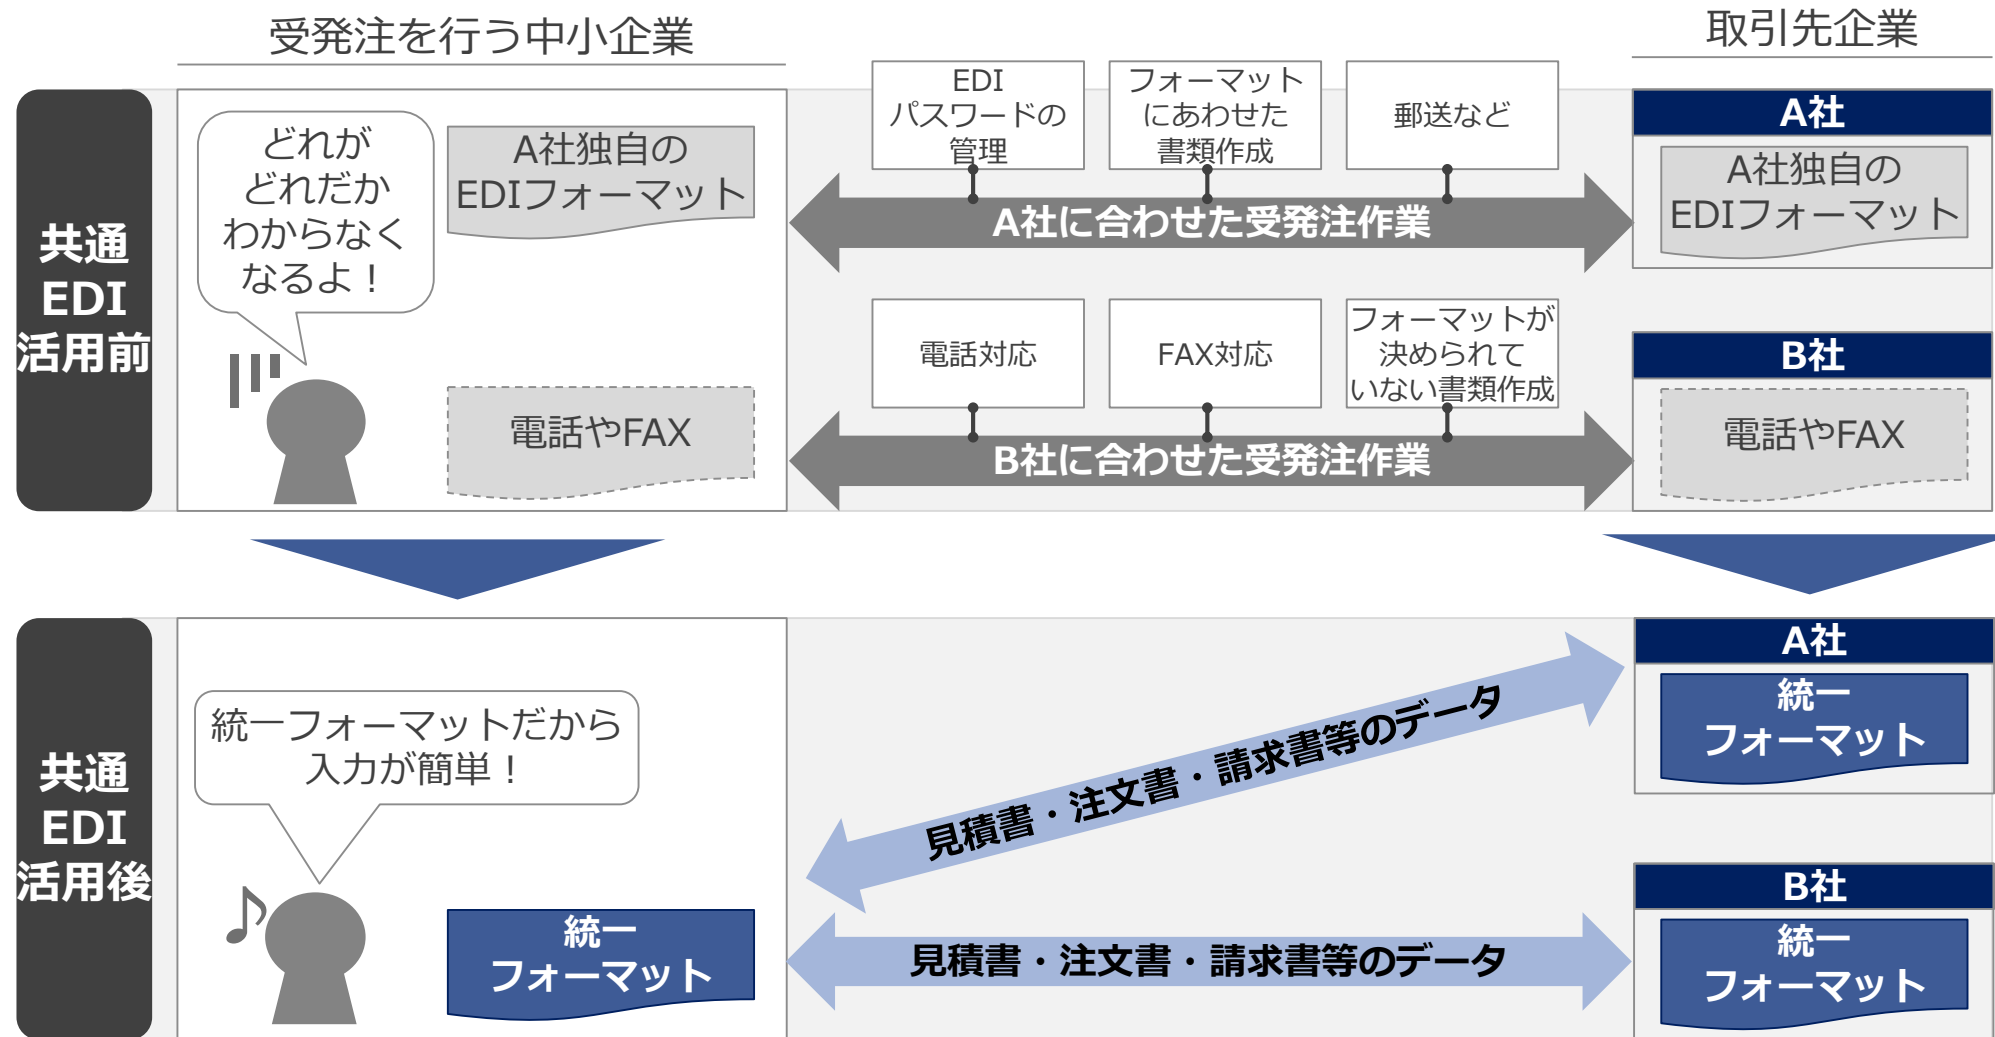 受発注を行う中小企業
取引先企業
共通
EDI
活用前
どれが
どれだか
わからなく
なるよ！
A社独自の
EDIフォーマット
電話やFAX
EDI
パスワードの
管理
フォーマット
にあわせた
書類作成
郵送など
A社に合わせた受発注作業
電話対応
FAX対応
フォーマットが
決められて
いない書類作成
B社に合わせた受発注作業
A社
A社独自の
EDIフォーマット
B社
電話やFAX
共通
EDI
活用後
統一フォーマットだから
入力が簡単！
統一
フォーマット
見積書・注文書・請求書等のデータ
見積書・注文書・請求書等のデータ
A社
統一
フォーマット
B社
統一
フォーマット